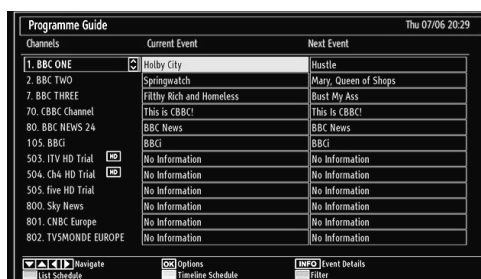 Programme Guide Thu 07/06 20:29
Channels Current Event Next Event
1. BBC ONE Holby City Hustle
2. BBC TWO Springwatch Mary, Queen of Shops
7. BBC THREE Filthy Rich and Homeless Bust My Ass
70. CBBC Channel This is CBBC! This Is CBBC!
80. BBC NEWS 24 BBC News BBC News
105. BBCi BBCi BBCi
503. ITV HD Trial HD No Information No Information
504. Ch4 HD Trial HD No Information No Information
505. five HD Trial No Information No Information
800. Sky News No Information No Information
801. CNBC Europe No Information No Information
802. TV5MONDE EUROPE No Information No Information
Navigate OK Options INFO Event Details
List Schedule Timeline Schedule Filter